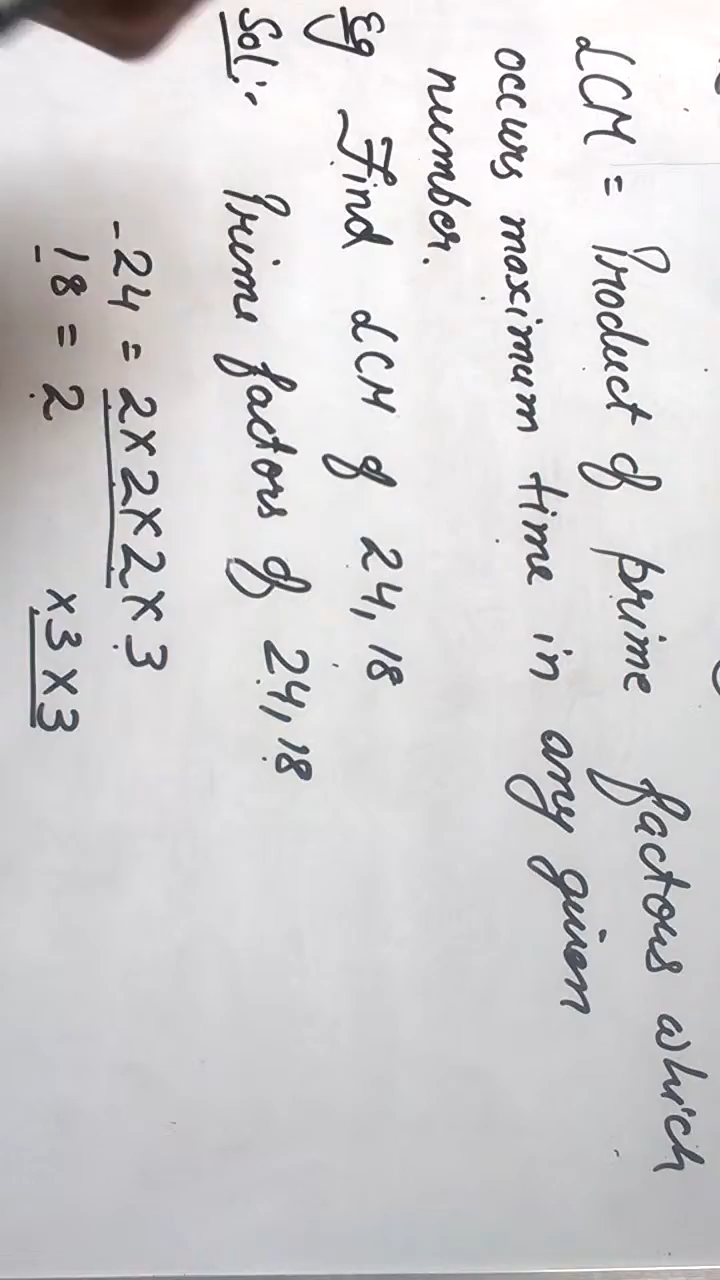 LCM = Product of prime factors which
occurs maximum time in any given
number.
Eg Find LCM of 24, 18
Sol:- Prime factors of 24, 18
24 = 2 x 2 x 2 x 3
18 = 2 x 3 x 3